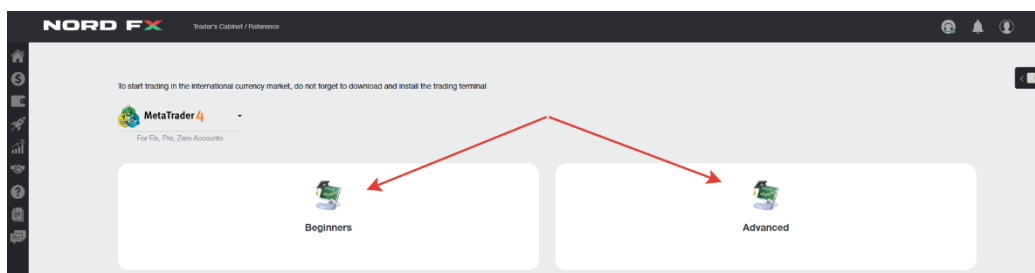 NORD FX
Trader's Cabinet / Reference
To start trading in the international currency market, do not forget to download and install the trading terminal
MetaTrader 4
For Fix, Pro, Zero Accounts
Beginners
Advanced